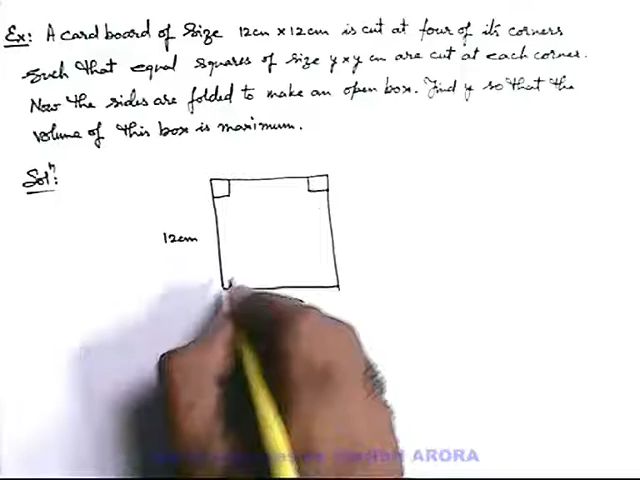 Ex: A card board of size 12cm × 12cm is cut at four of its corners
such that equal squares of size y×y cm are cut at each corner.
Now the sides are folded to make an open box. Find y so that the
volume of this box is maximum.
Solⁿ:
12cm
ARORA